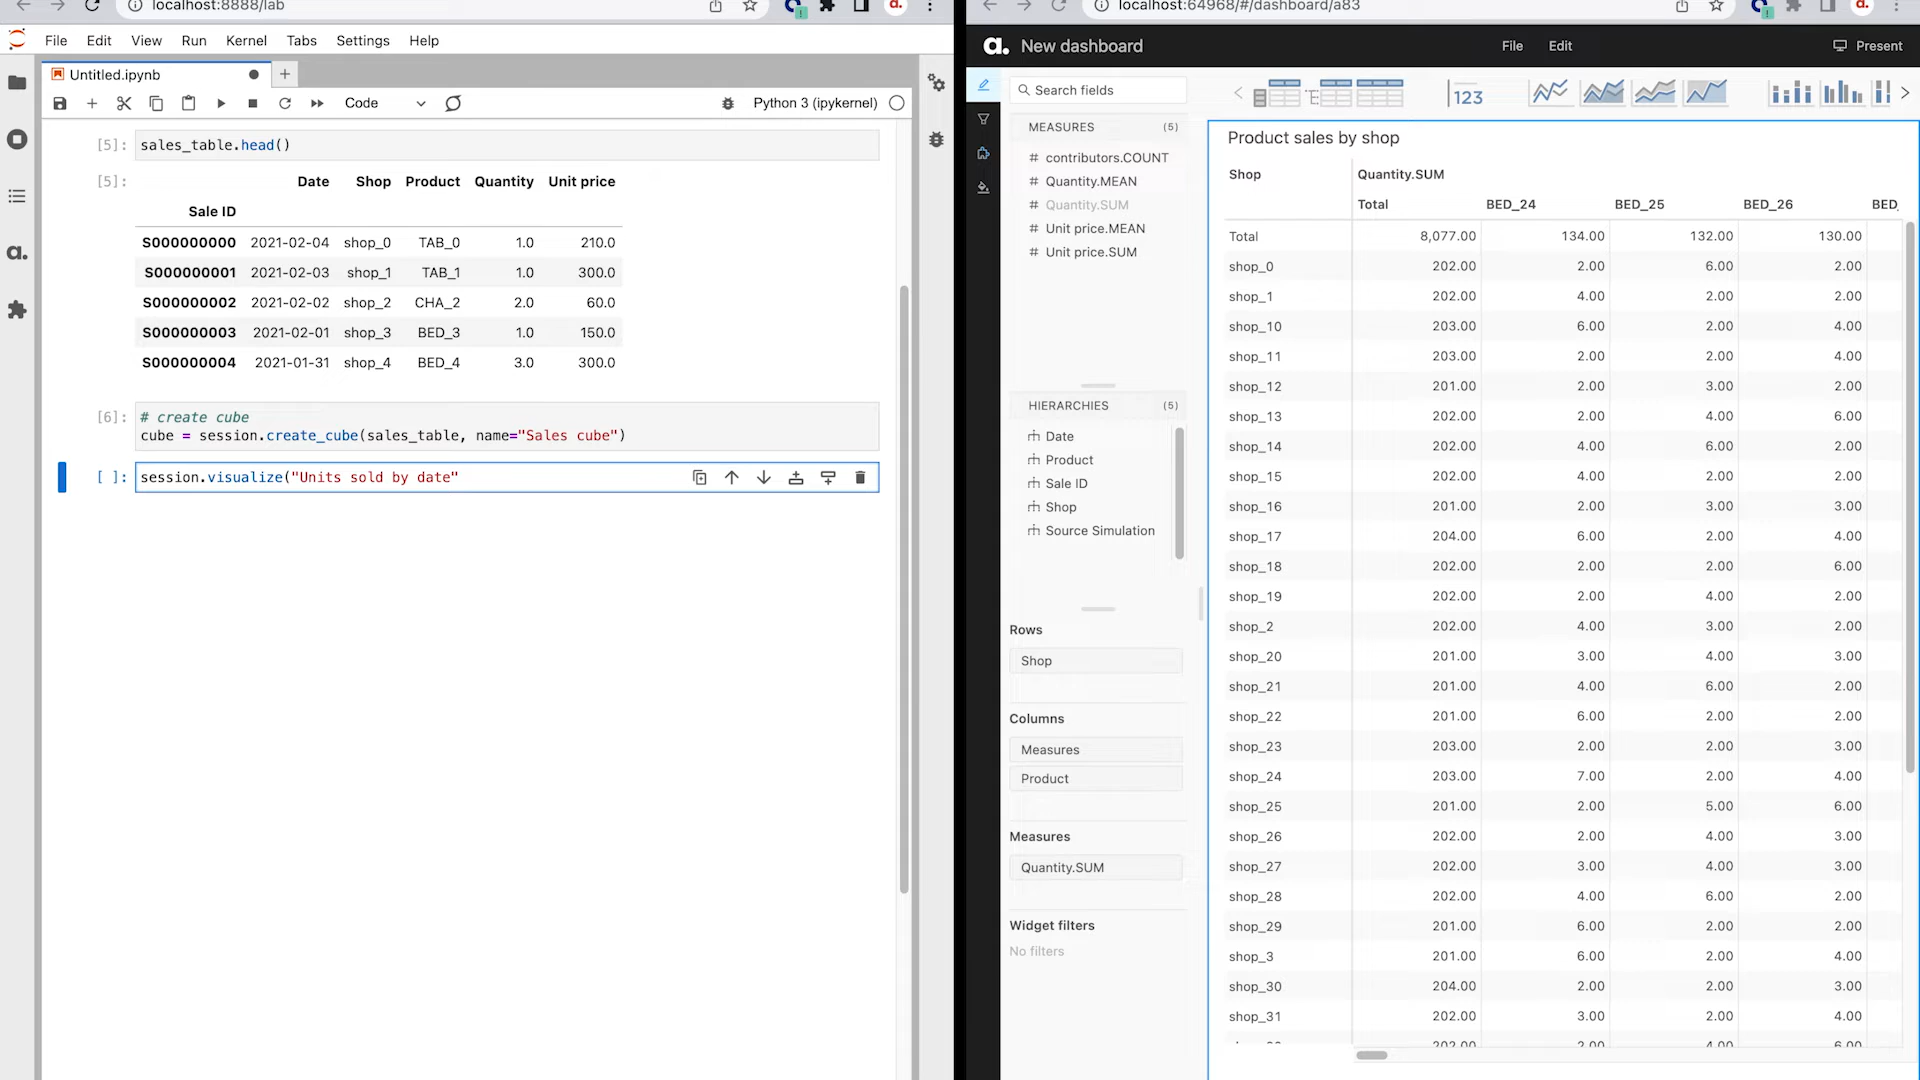 localhost:8888/lab
File Edit View Run Kernel Tabs Settings Help
Untitled.ipynb
Code
Python 3 (ipykernel)
[5]: sales_table.head()
[5]:
Date Shop Product Quantity Unit price
Sale ID
S000000000 2021-02-04 shop_0 TAB_0 1.0 210.0
S000000001 2021-02-03 shop_1 TAB_1 1.0 300.0
S000000002 2021-02-02 shop_2 CHA_2 2.0 60.0
S000000003 2021-02-01 shop_3 BED_3 1.0 150.0
S000000004 2021-01-31 shop_4 BED_4 3.0 300.0
[6]: # create cube
cube = session.create_cube(sales_table, name="Sales cube")
[ ]: session.visualize("Units sold by date"
a.
localhost:64968/#/dashboard/a83
a. New dashboard
File Edit Present
Search fields
123
MEASURES (5)
# contributors.COUNT
# Quantity.MEAN
# Quantity.SUM
# Unit price.MEAN
# Unit price.SUM
HIERARCHIES (5)
Date
Product
Sale ID
Shop
Source Simulation
Rows
Shop
Columns
Measures
Product
Measures
Quantity.SUM
Widget filters
No filters
Product sales by shop
Shop Quantity.SUM
Total BED_24 BED_25 BED_26 BED_
Total 8,077.00 134.00 132.00 130.00
shop_0 202.00 2.00 6.00 2.00
shop_1 202.00 4.00 2.00 2.00
shop_10 203.00 6.00 2.00 4.00
shop_11 203.00 2.00 2.00 4.00
shop_12 201.00 2.00 3.00 2.00
shop_13 202.00 2.00 4.00 6.00
shop_14 202.00 4.00 6.00 2.00
shop_15 202.00 4.00 2.00 2.00
shop_16 201.00 2.00 3.00 3.00
shop_17 204.00 6.00 2.00 4.00
shop_18 202.00 2.00 2.00 6.00
shop_19 202.00 2.00 4.00 2.00
shop_2 202.00 4.00 3.00 2.00
shop_20 201.00 3.00 4.00 3.00
shop_21 201.00 4.00 6.00 2.00
shop_22 201.00 6.00 2.00 2.00
shop_23 203.00 2.00 2.00 3.00
shop_24 203.00 7.00 2.00 4.00
shop_25 201.00 2.00 5.00 6.00
shop_26 202.00 2.00 4.00 3.00
shop_27 202.00 3.00 4.00 3.00
shop_28 202.00 4.00 6.00 2.00
shop_29 201.00 6.00 2.00 2.00
shop_3 201.00 6.00 2.00 4.00
shop_30 204.00 2.00 2.00 3.00
shop_31 202.00 3.00 2.00 4.00